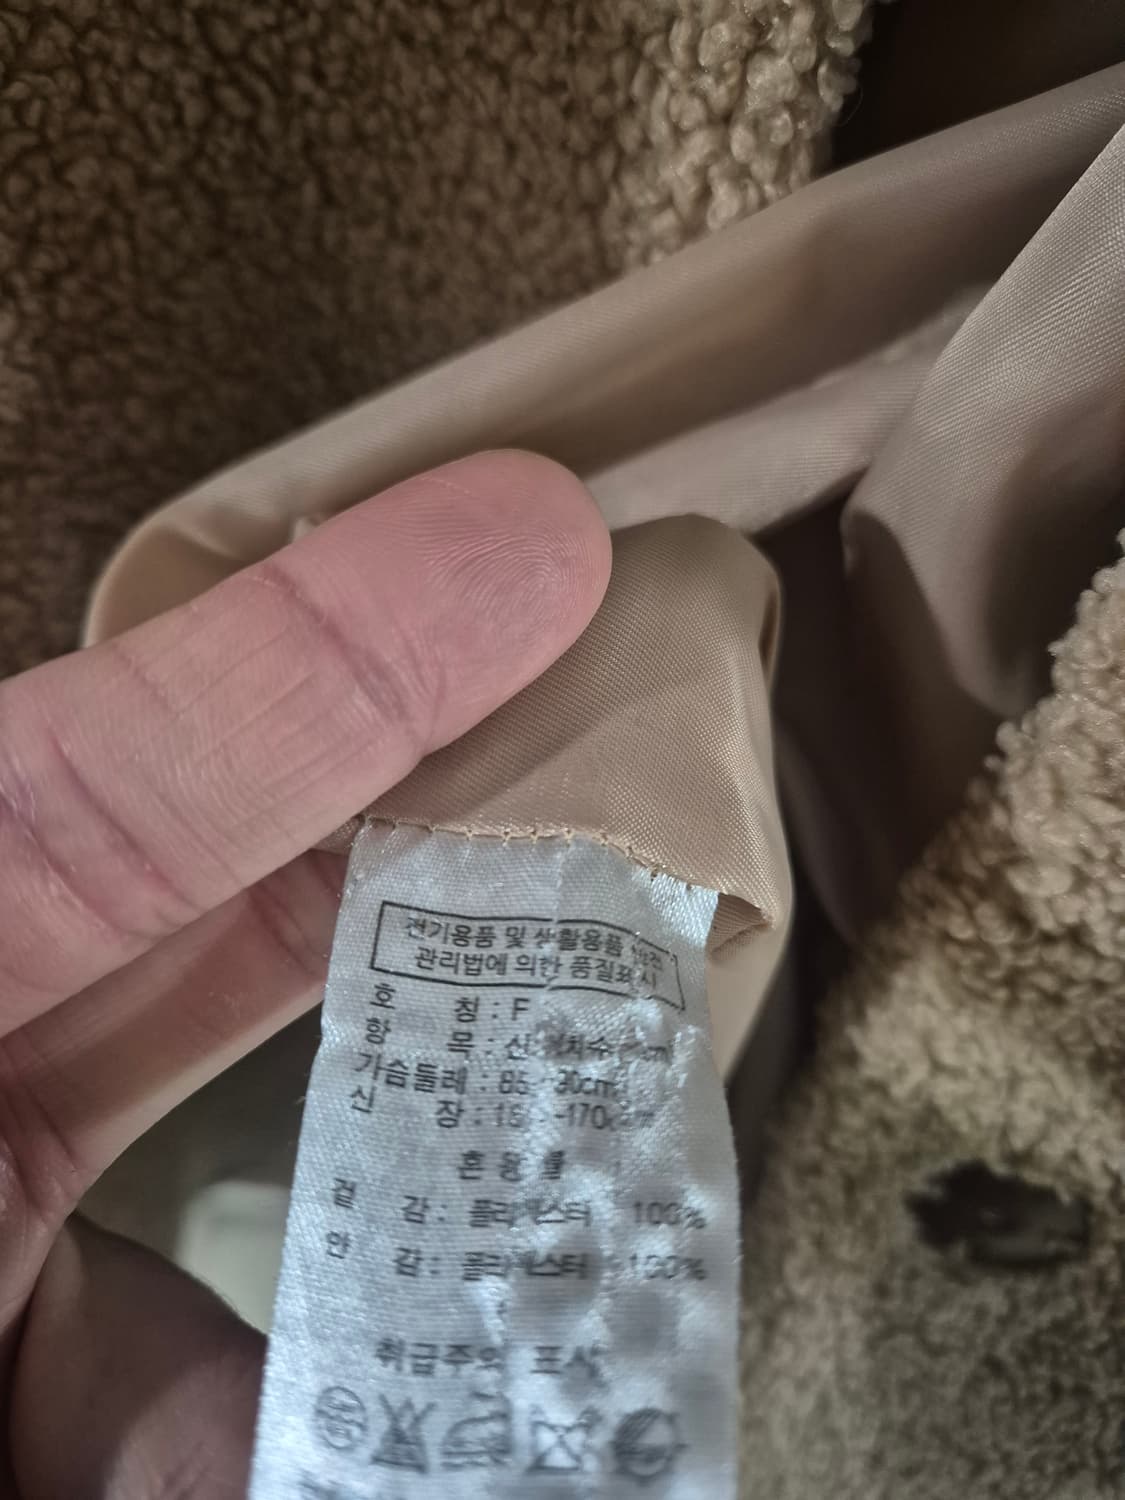 전기용품 및 생활용품 안전
관리법에 의한 품질표시
호 칭 : F
항 목 : 신체치수
가슴둘레 : 85
신 장 :
혼용률
겉 감 : 폴리에스터 100%
안 감 : 폴리에스터 100%
취급주의 표시